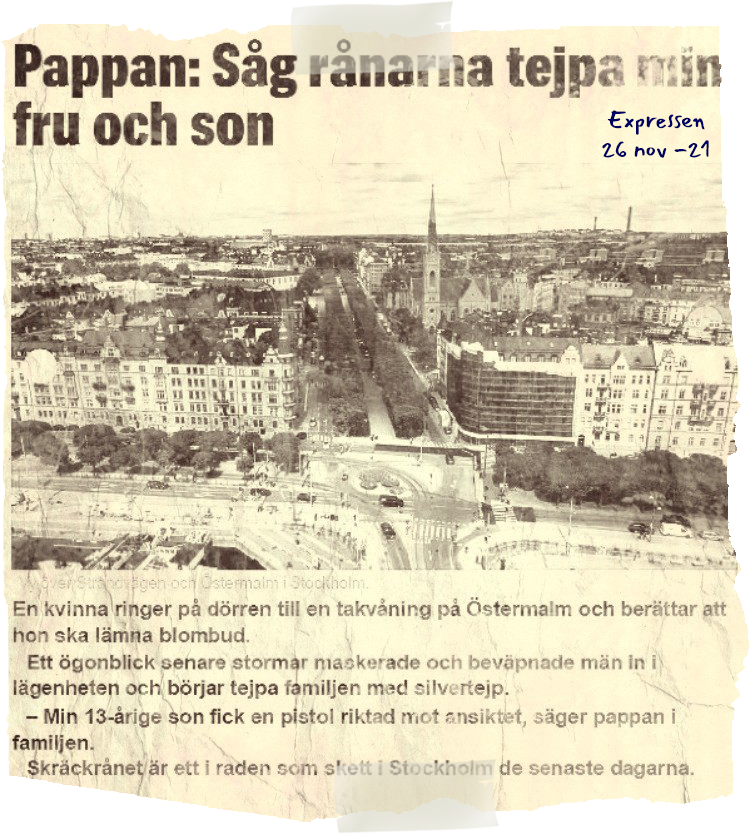 Pappan: Såg rånarna tejpa min
fru och son
Expressen
26 nov -21
Vy över Strandvägen och Östermalm i Stockholm.
En kvinna ringer på dörren till en takvåning på Östermalm och berättar att
hon ska lämna blombud.
Ett ögonblick senare stormar maskerade och beväpnade män in i
lägenheten och börjar tejpa familjen med silvertejp.
– Min 13-årige son fick en pistol riktad mot ansiktet, säger pappan i
familjen.
Skräckrånet är ett i raden som skett i Stockholm de senaste dagarna.